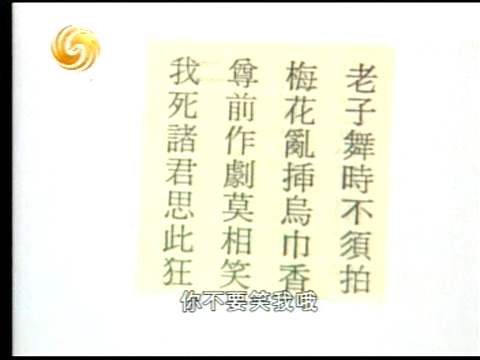 老子舞時不須拍
梅花亂揷烏巾香
尊前作劇莫相笑
我死諸君思此狂
你不要笑我哦